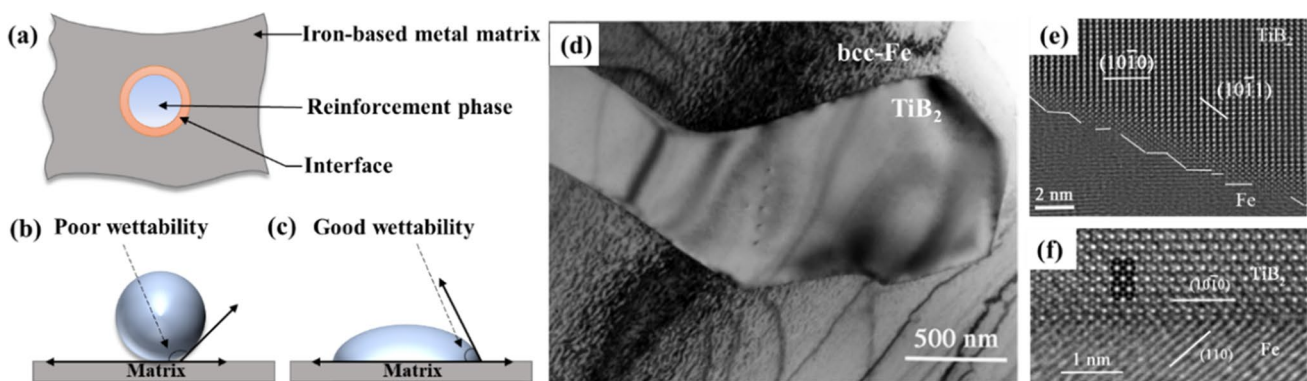 (a)
Iron-based metal matrix
Reinforcement phase
Interface
(b)
Poor wettability
Matrix
(c)
Good wettability
Matrix
(d)
bcc-Fe
TiB₂
500 nm
(e)
TiB₂
(101̄0)
(101̄1)
2 nm
Fe
(f)
TiB₂
(101̄0)
(110)
Fe
1 nm